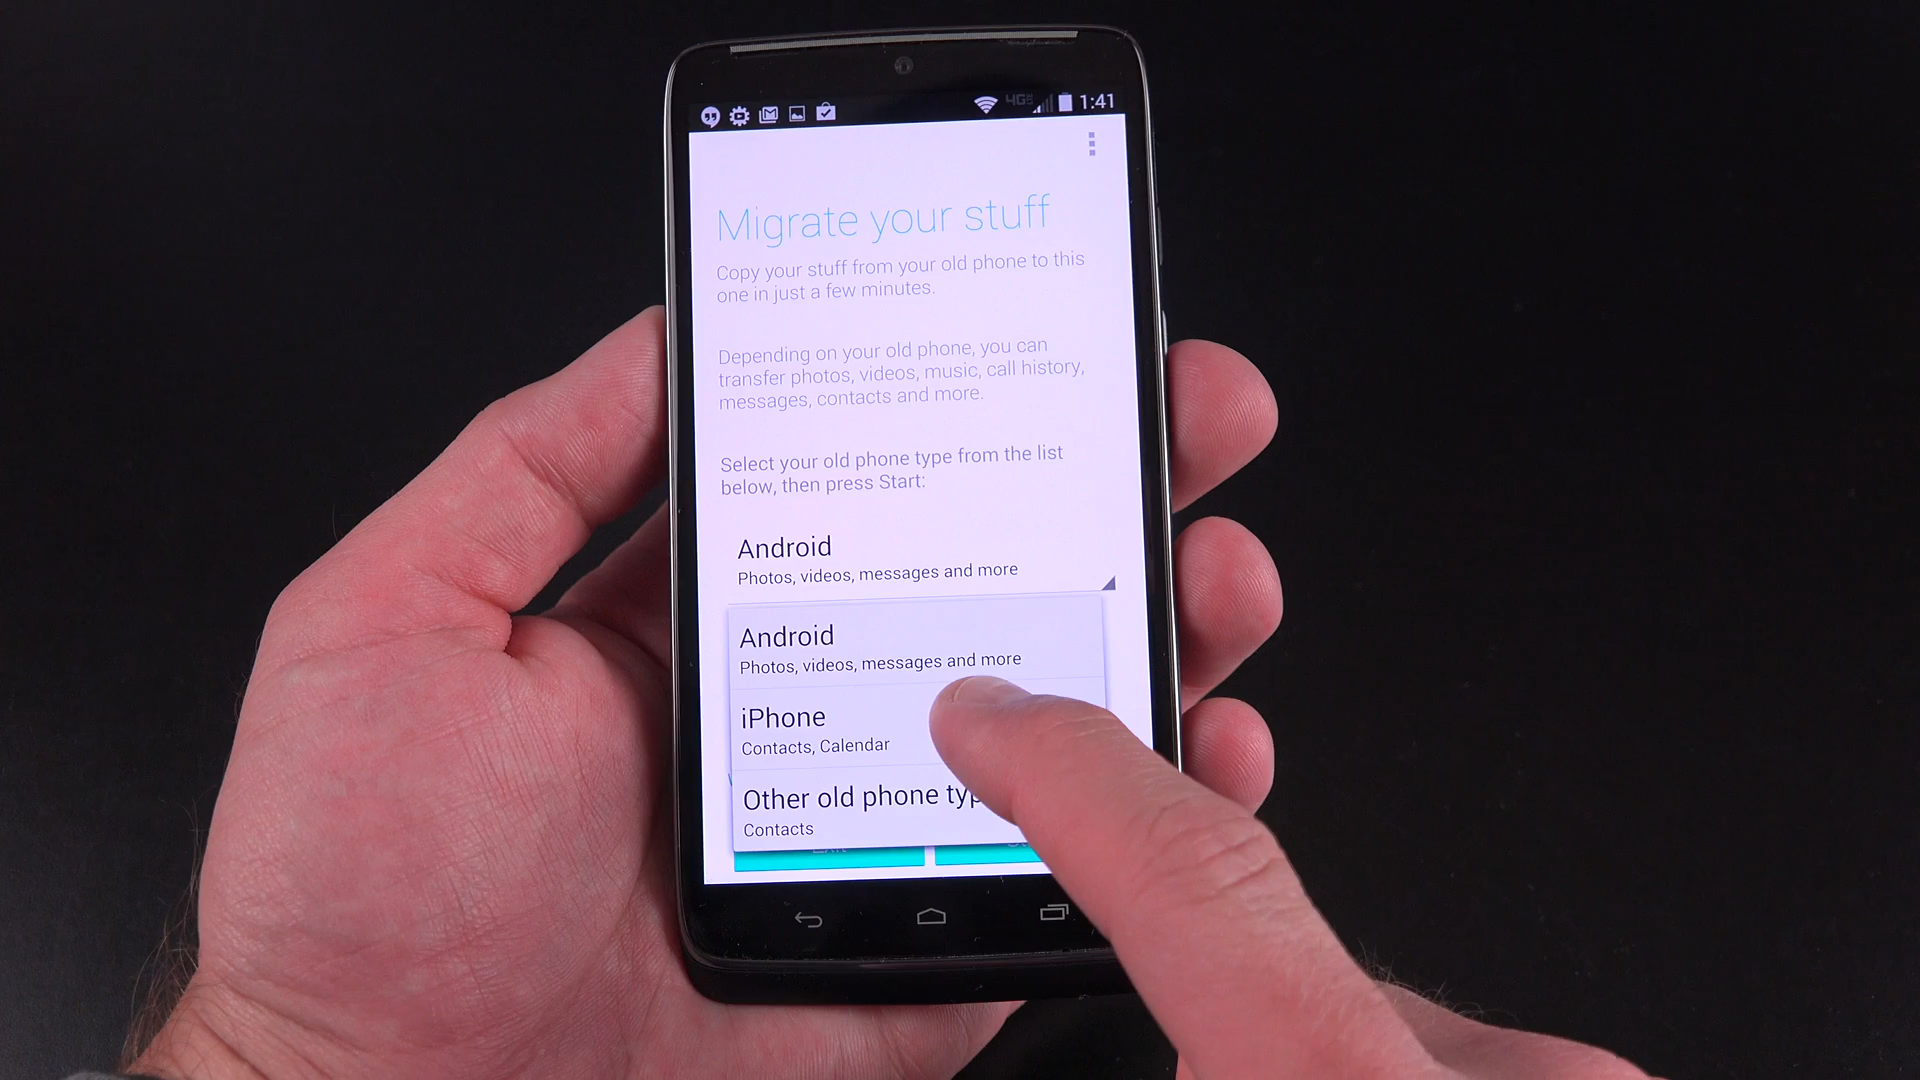 4G
1:41
Migrate your stuff
Copy your stuff from your old phone to this
one in just a few minutes.
Depending on your old phone, you can
transfer photos, videos, music, call history,
messages, contacts and more.
Select your old phone type from the list
below, then press Start:
Android
Photos, videos, messages and more
Android
Photos, videos, messages and more
iPhone
Contacts, Calendar
Other old phone typ
Contacts